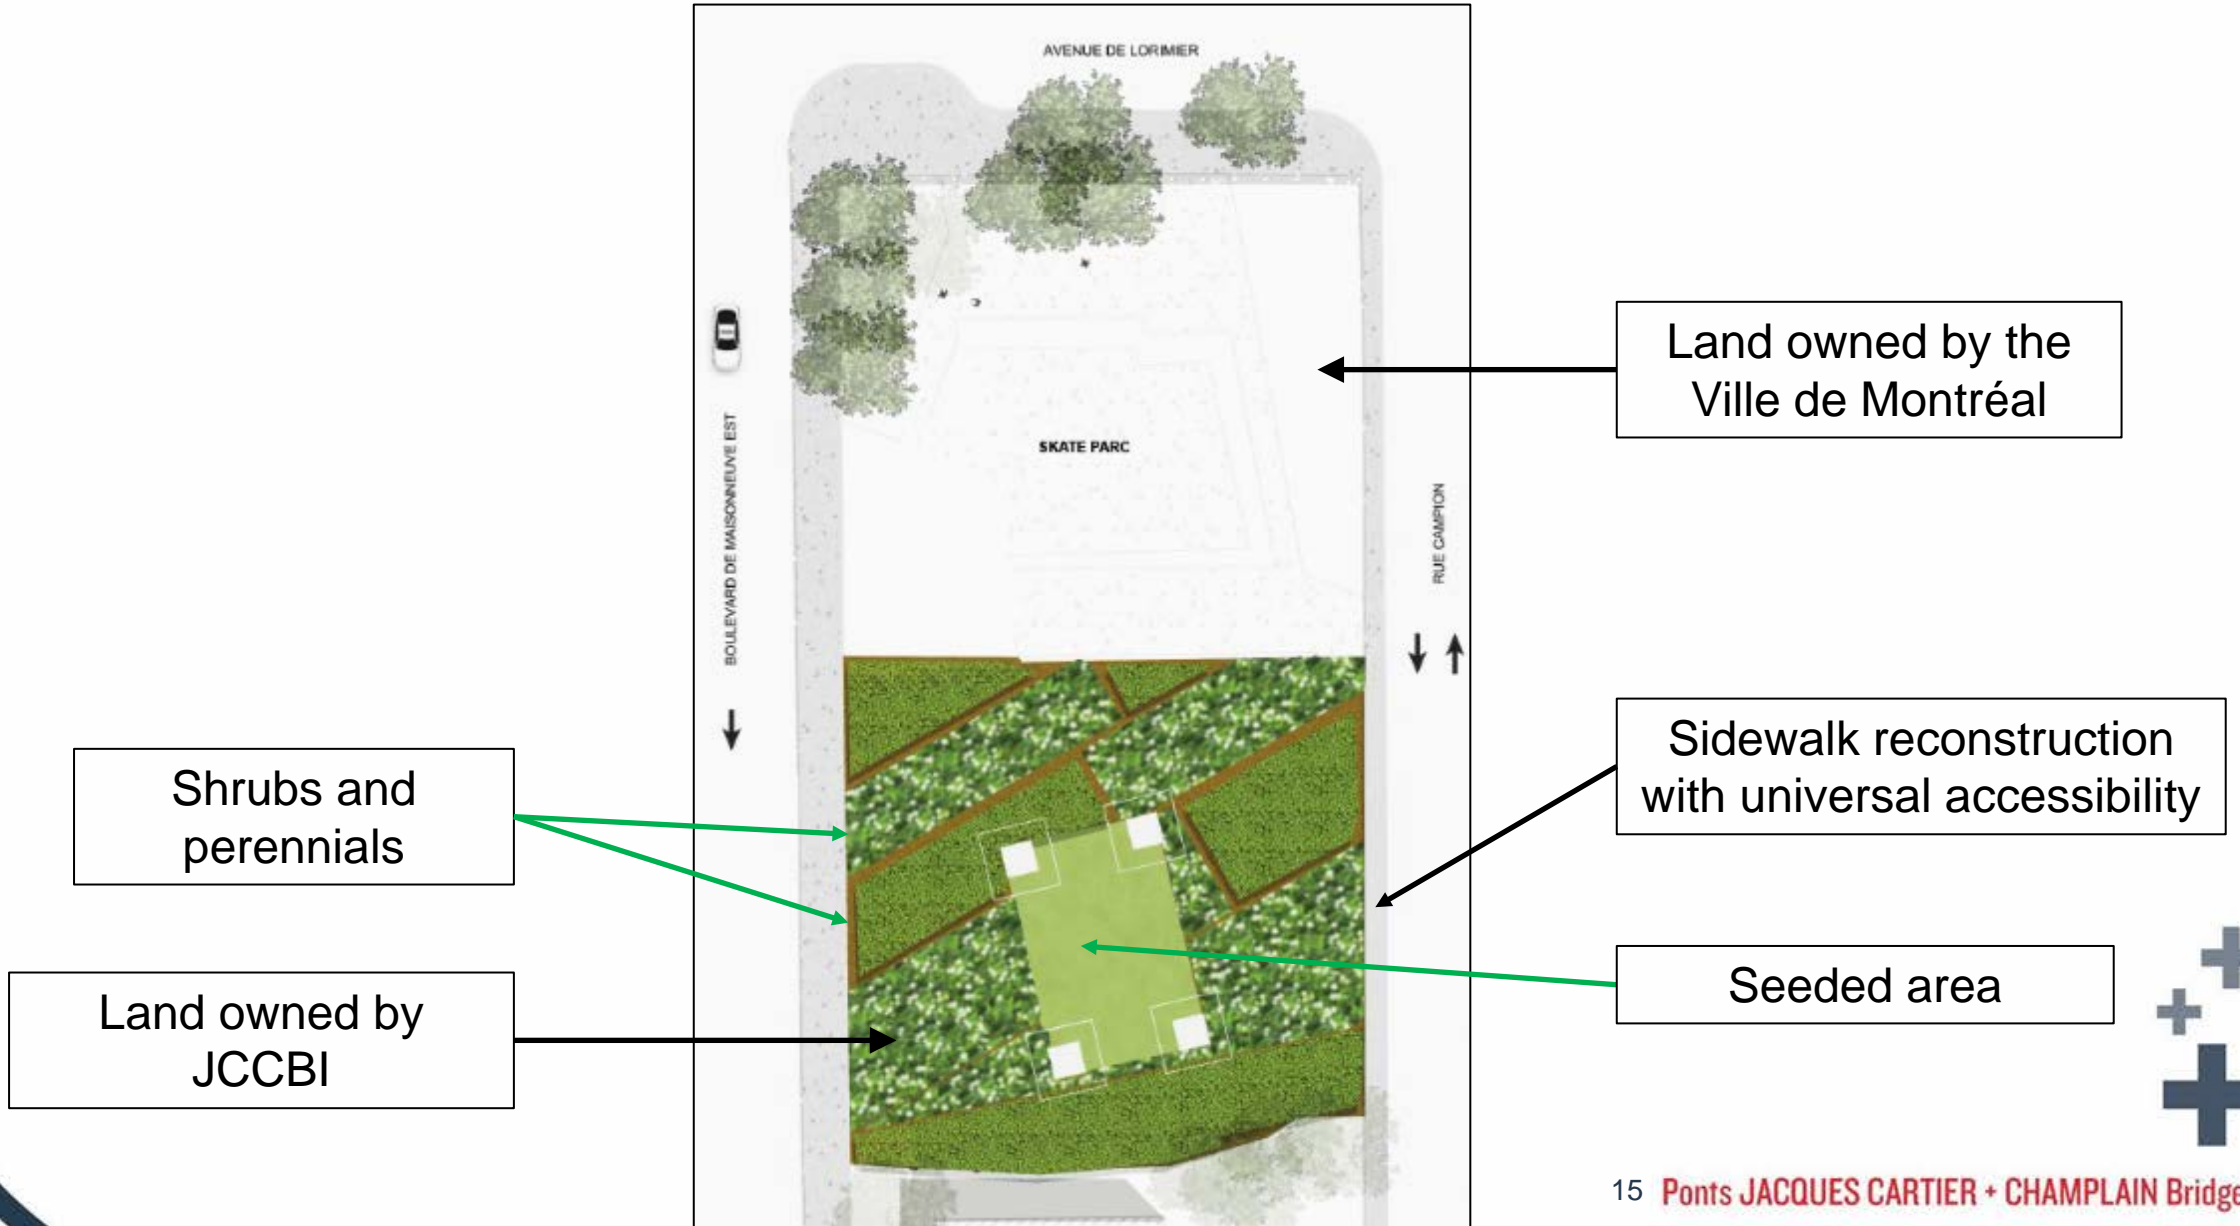 AVENUE DE LORIMIER
Land owned by the
Ville de Montréal
SKATE PARC
BOULEVARD DE MAISONNEUVE EST
RUE CAMPION
Shrubs and
perennials
Sidewalk reconstruction
with universal accessibility
Land owned by
JCCBI
Seeded area
15 Ponts JACQUES CARTIER + CHAMPLAIN Bridge